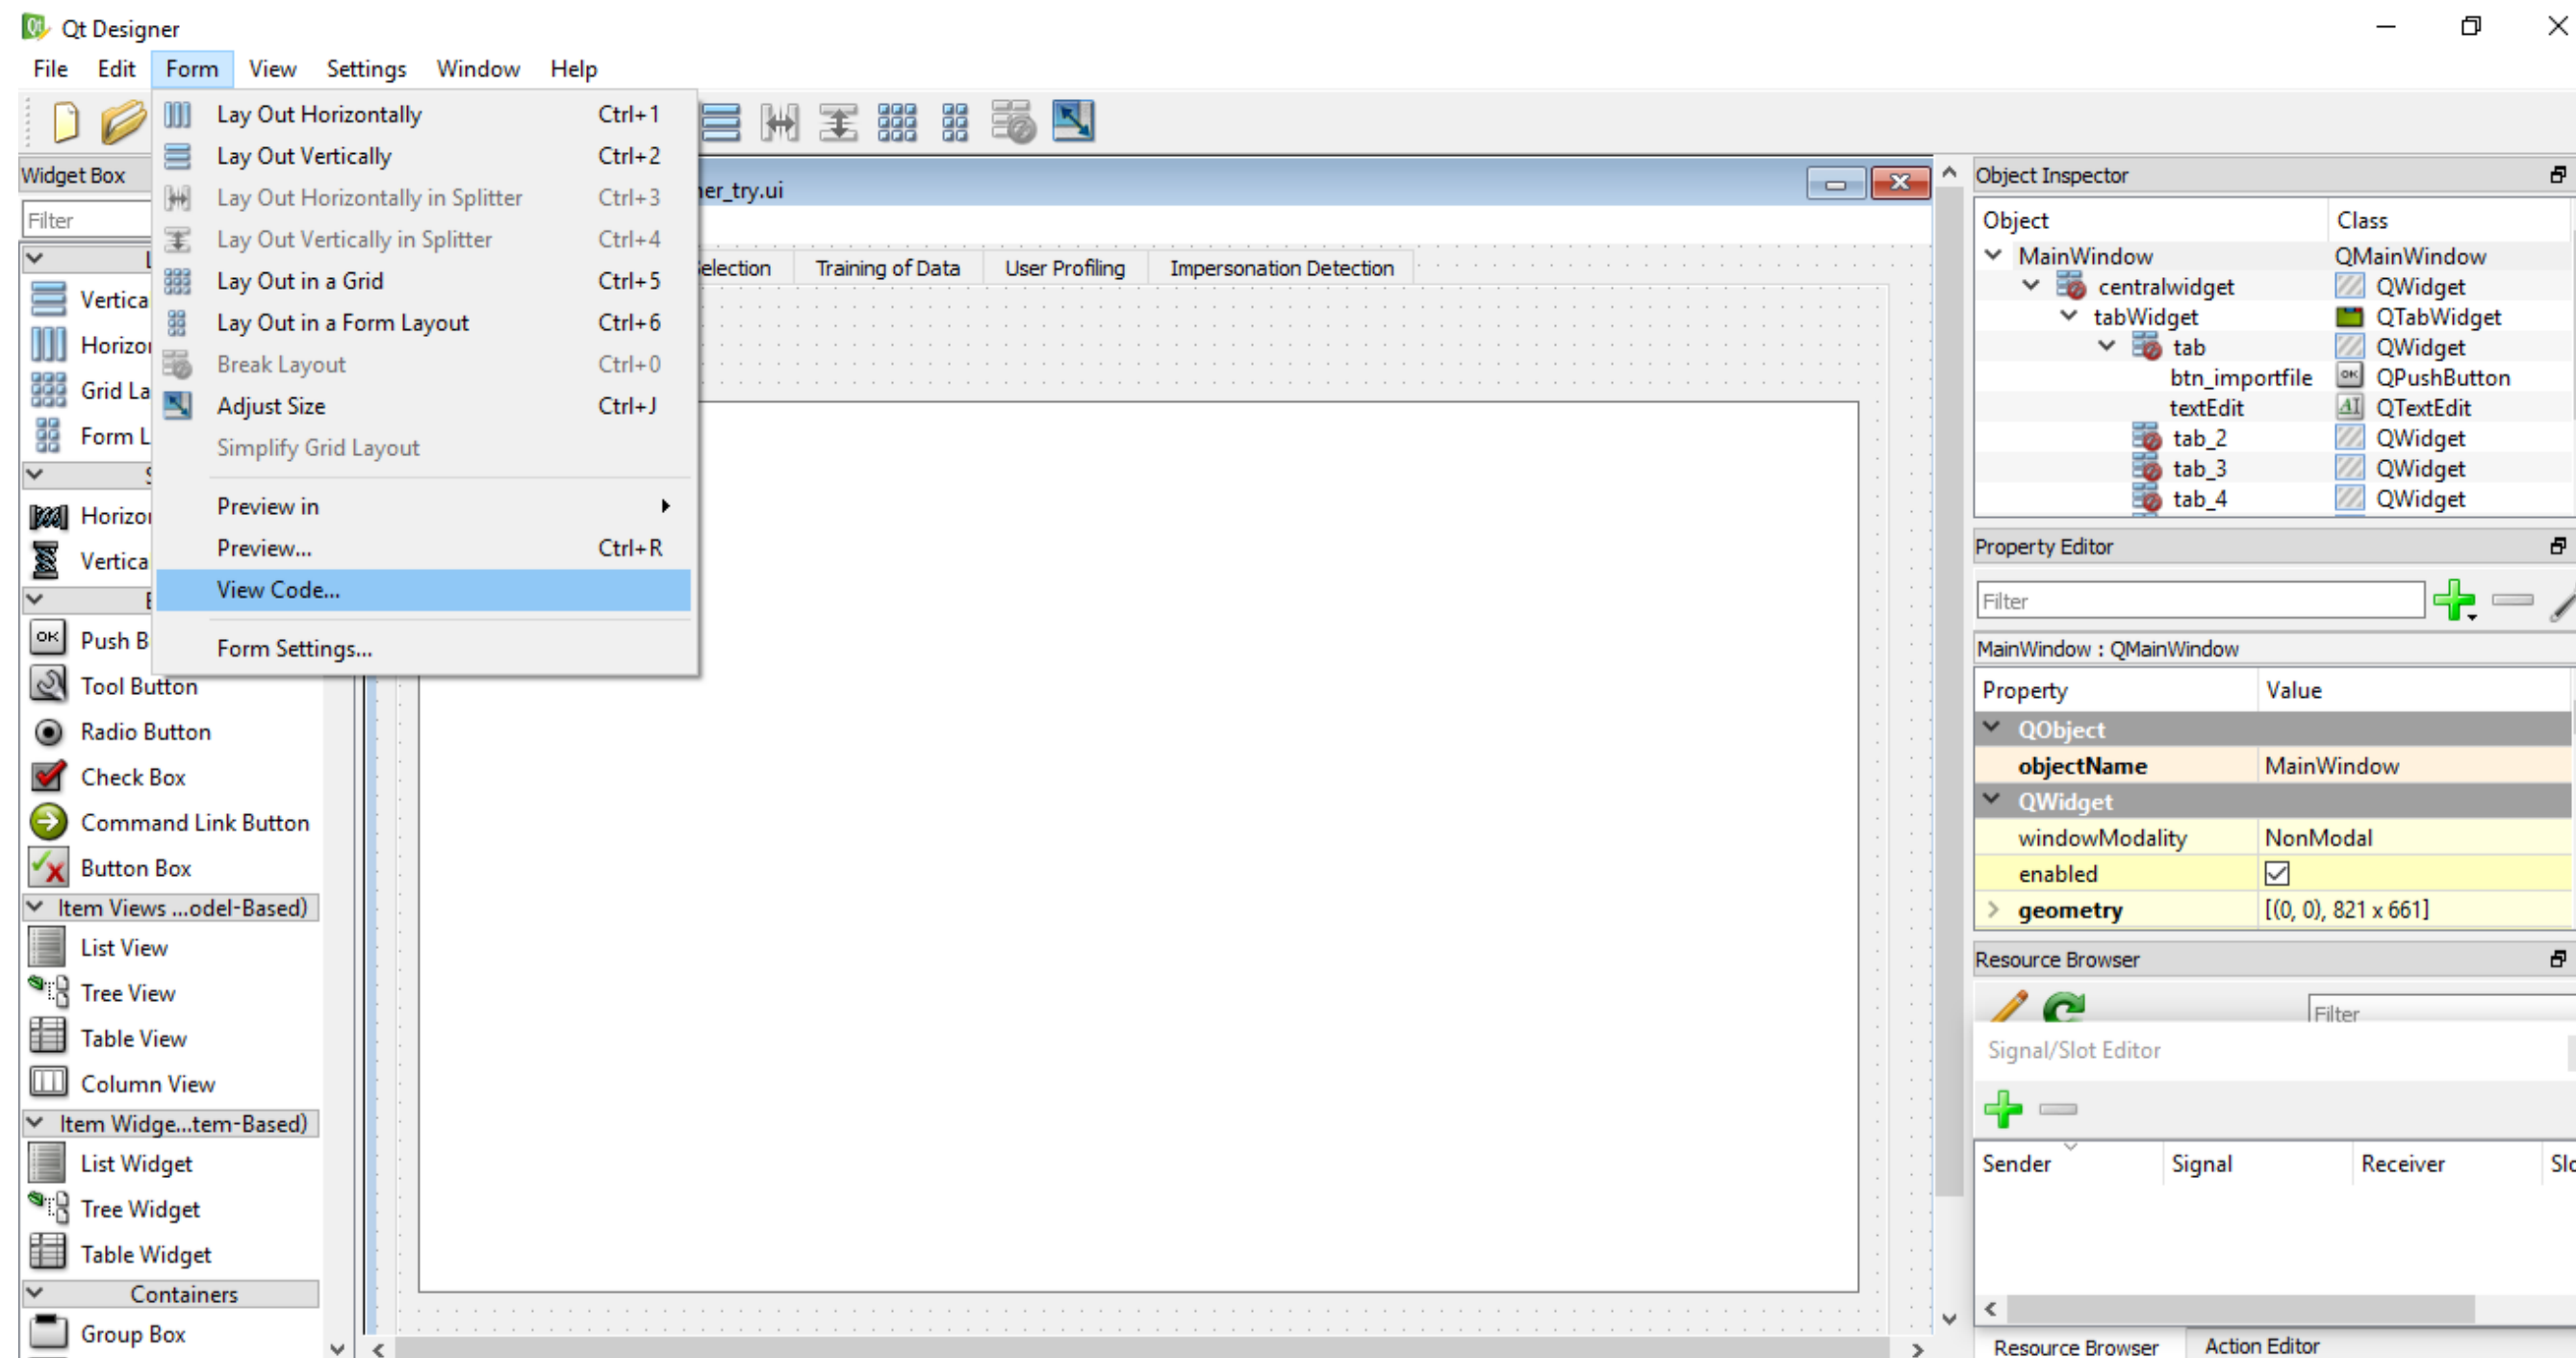 Qt Designer
File Edit Form View Settings Window Help
Lay Out Horizontally Ctrl+1
Lay Out Vertically Ctrl+2
Lay Out Horizontally in Splitter Ctrl+3
Lay Out Vertically in Splitter Ctrl+4
Lay Out in a Grid Ctrl+5
Lay Out in a Form Layout Ctrl+6
Break Layout Ctrl+0
Adjust Size Ctrl+J
Simplify Grid Layout
Preview in
Preview... Ctrl+R
View Code...
Form Settings...
Widget Box
Filter
Vertica
Horizo
Grid La
Form L
Horizo
Vertica
Push B
Tool Button
Radio Button
Check Box
Command Link Button
Button Box
Item Views ...odel-Based)
List View
Tree View
Table View
Column View
Item Widge...tem-Based)
List Widget
Tree Widget
Table Widget
Containers
Group Box
er_try.ui
election Training of Data User Profiling Impersonation Detection
Object Inspector
Object Class
MainWindow QMainWindow
centralwidget QWidget
tabWidget QTabWidget
tab QWidget
btn_importfile QPushButton
textEdit QTextEdit
tab_2 QWidget
tab_3 QWidget
tab_4 QWidget
Property Editor
Filter
MainWindow : QMainWindow
Property Value
QObject
objectName MainWindow
QWidget
windowModality NonModal
enabled
geometry [(0, 0), 821 x 661]
Resource Browser
Filter
Signal/Slot Editor
Sender Signal Receiver Slo
Resource Browser Action Editor